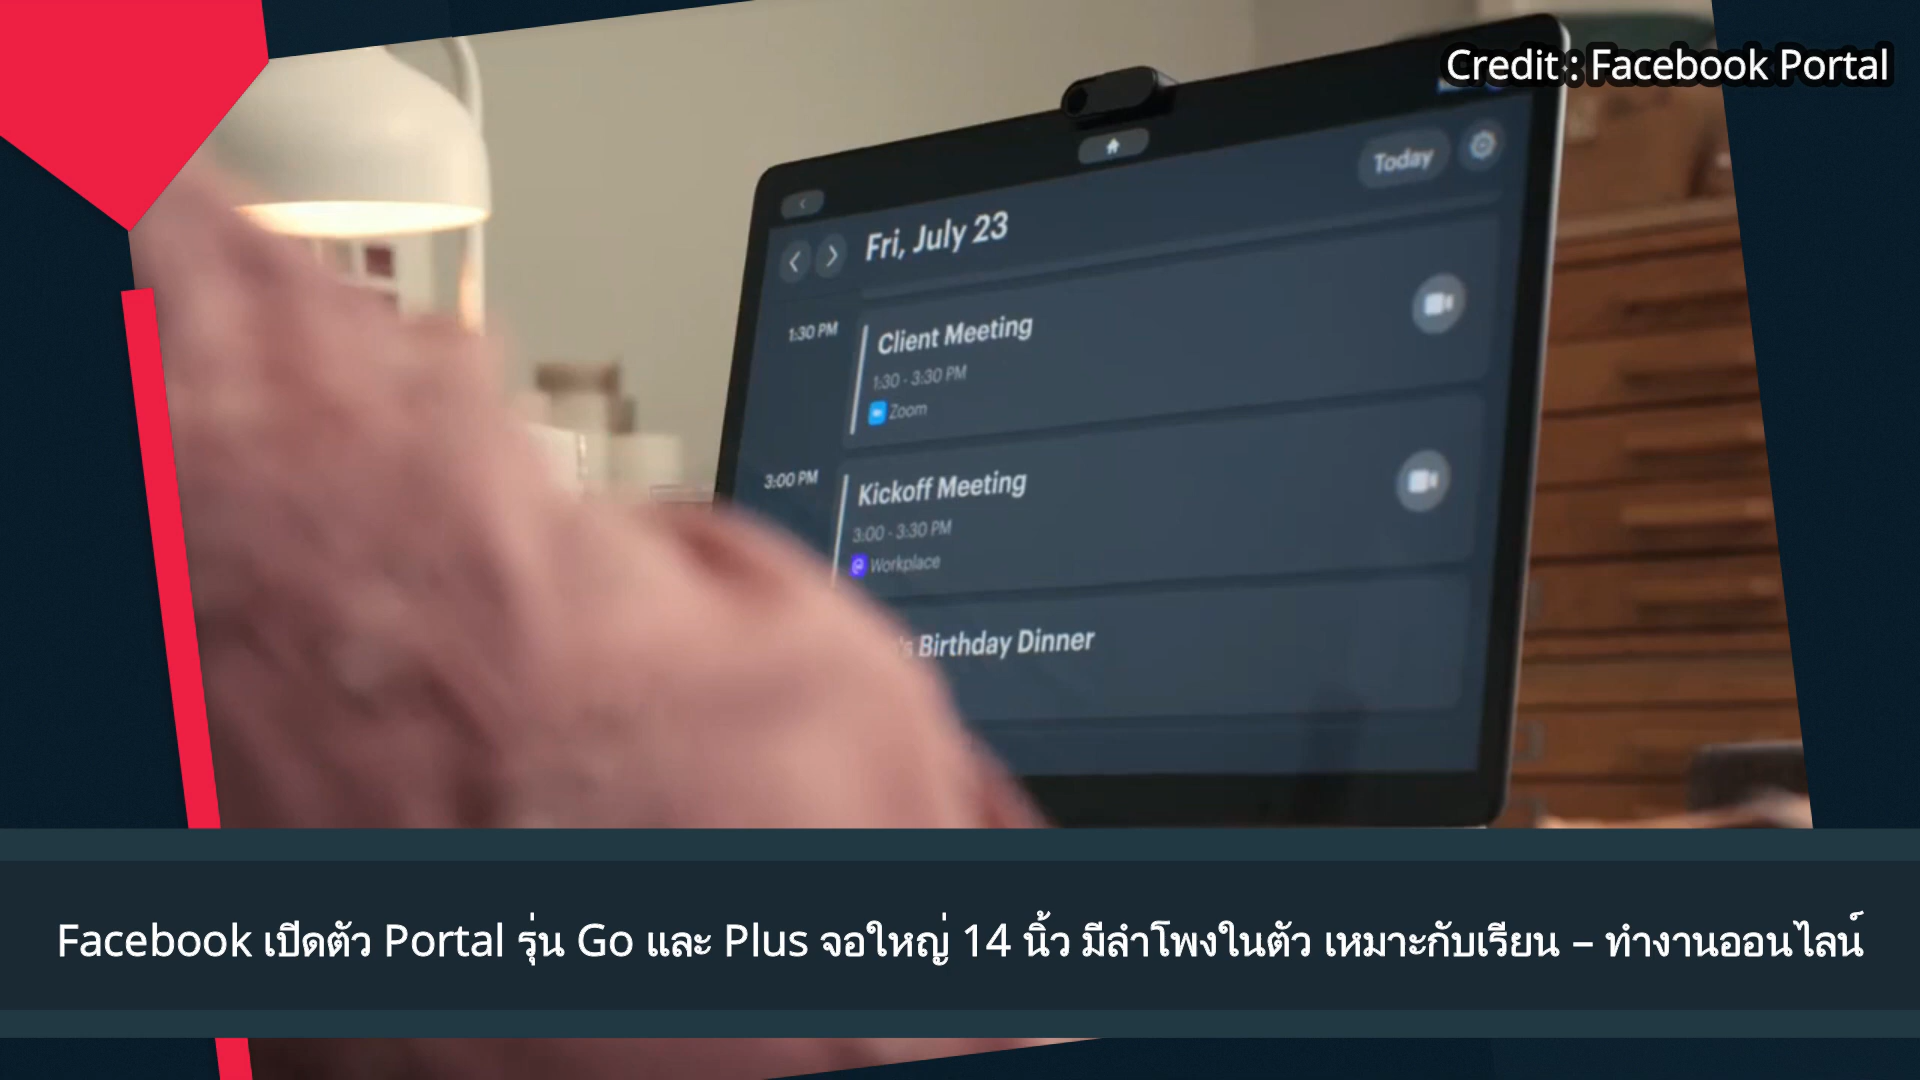 Credit : Facebook Portal
Today
Fri, July 23
1:30 PM
Client Meeting
1:30 - 3:30 PM
Zoom
3:00 PM
Kickoff Meeting
3:00 - 3:30 PM
Workplace
's Birthday Dinner
Facebook เปิดตัว Portal รุ่น Go และ Plus จอใหญ่ 14 นิ้ว มีลำโพงในตัว เหมาะกับเรียน – ทำงานออนไลน์